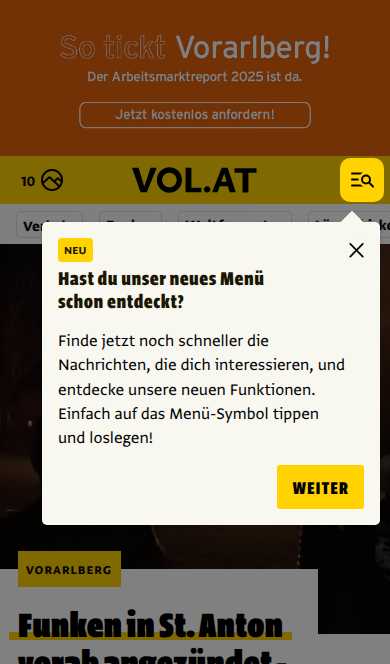 So tickt Vorarlberg!
Der Arbeitsmarktreport 2025 ist da.
Jetzt kostenlos anfordern!
10
VOL.AT
NEU
Hast du unser neues Menü
schon entdeckt?
Finde jetzt noch schneller die
Nachrichten, die dich interessieren, und
entdecke unsere neuen Funktionen.
Einfach auf das Menü-Symbol tippen
und loslegen!
WEITER
VORARLBERG
Funken in St. Anton
vorab angezündet -